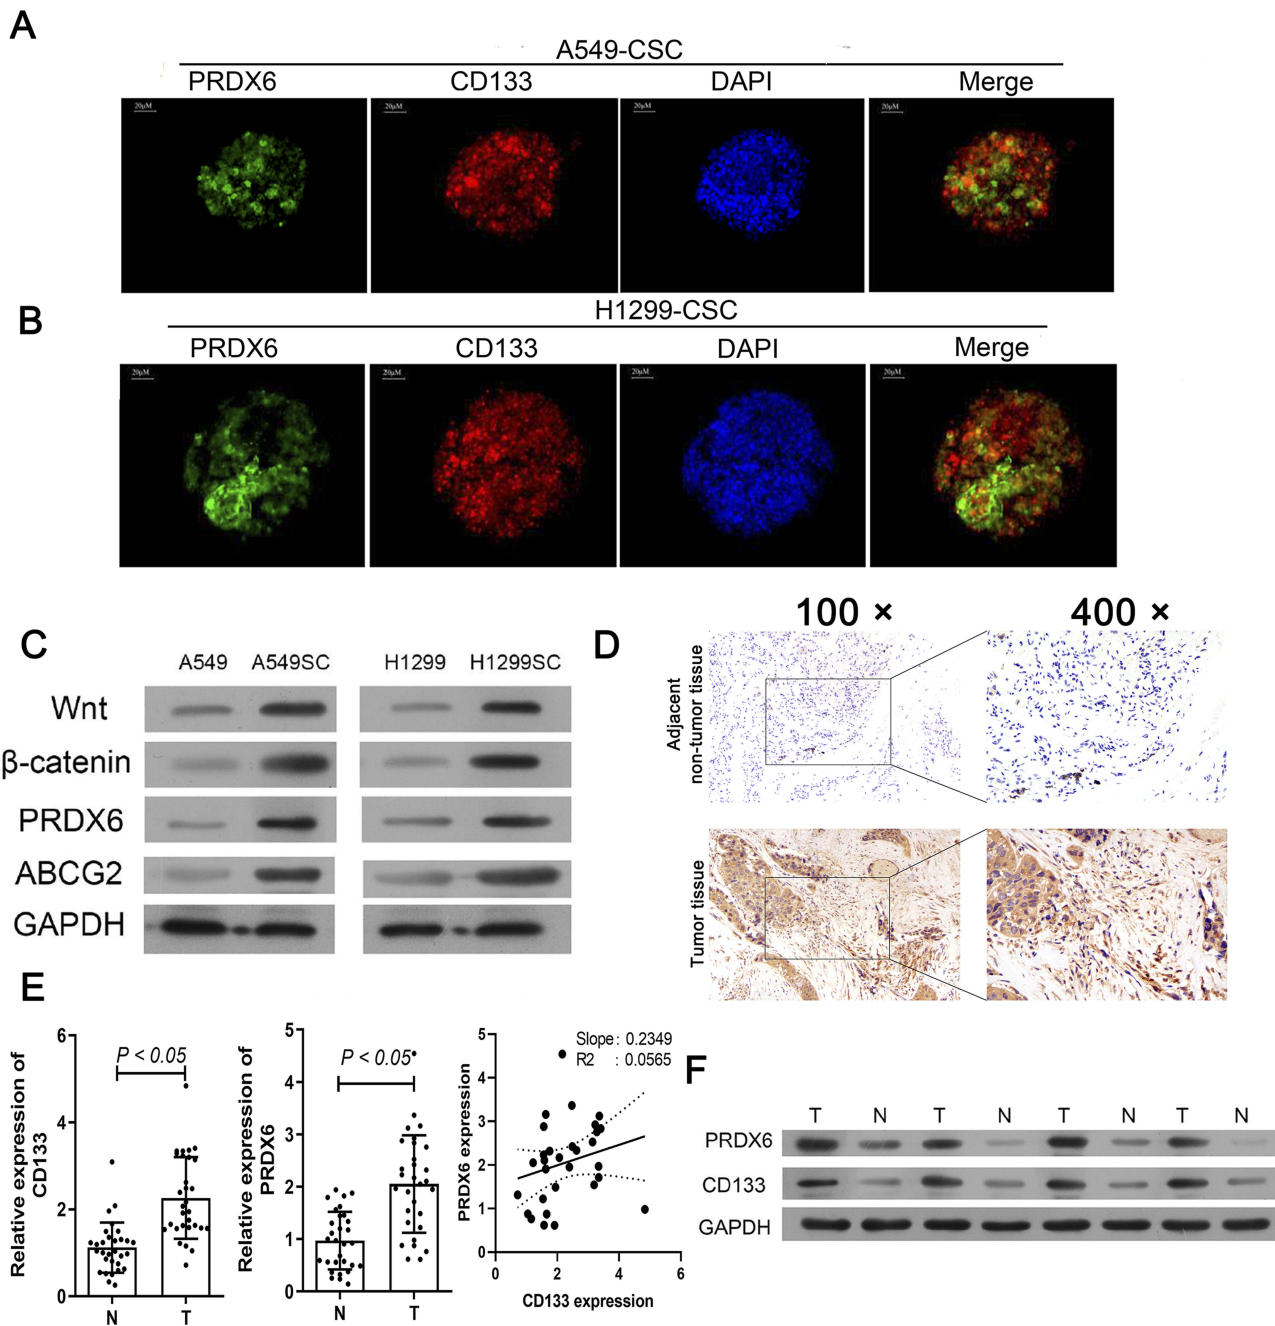 A
A549-CSC
PRDX6 CD133 DAPI Merge
20μM 20μM 20μM 20μM
B
H1299-CSC
PRDX6 CD133 DAPI Merge
20μM 20μM 20μM 20μM
C
A549 A549SC H1299 H1299SC
Wnt
β-catenin
PRDX6
ABCG2
GAPDH
D
100 × 400 ×
Adjacent
non-tumor tissue
Tumor tissue
E
Relative expression of
CD133
6
4
2
0
P < 0.05
N T
Relative expression of
PRDX6
5
4
3
2
1
0
P < 0.05
N T
PRDX6 expression
5
4
3
2
1
0
Slope : 0.2349
R2 : 0.0565
0 2 4 6
CD133 expression
F
T N T N T N T N
PRDX6
CD133
GAPDH